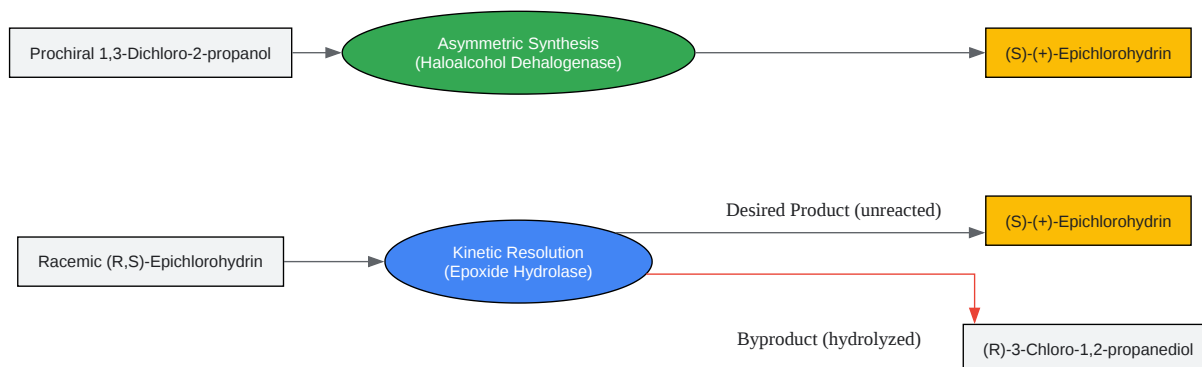 Prochiral 1,3-Dichloro-2-propanol
Asymmetric Synthesis
(Haloalcohol Dehalogenase)
(S)-(+)-Epichlorohydrin
Racemic (R,S)-Epichlorohydrin
Kinetic Resolution
(Epoxide Hydrolase)
Desired Product (unreacted)
(S)-(+)-Epichlorohydrin
Byproduct (hydrolyzed)
(R)-3-Chloro-1,2-propanediol